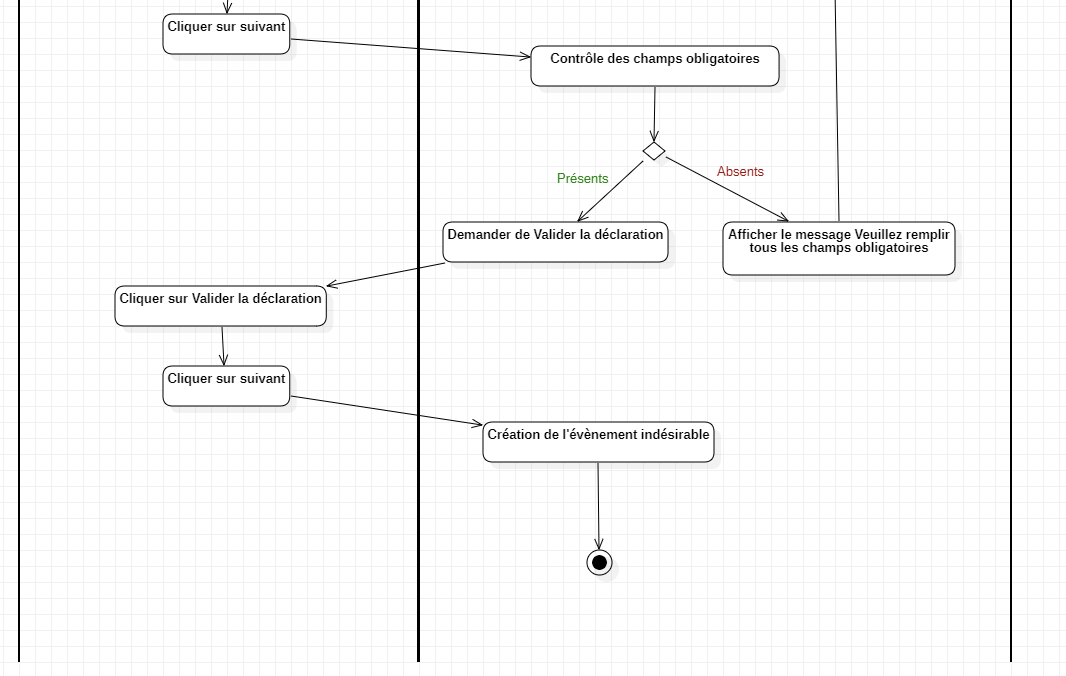 Cliquer sur suivant
Contrôle des champs obligatoires
Présents
Absents
Demander de Valider la déclaration
Afficher le message Veuillez remplir
tous les champs obligatoires
Cliquer sur Valider la déclaration
Cliquer sur suivant
Création de l'évènement indésirable